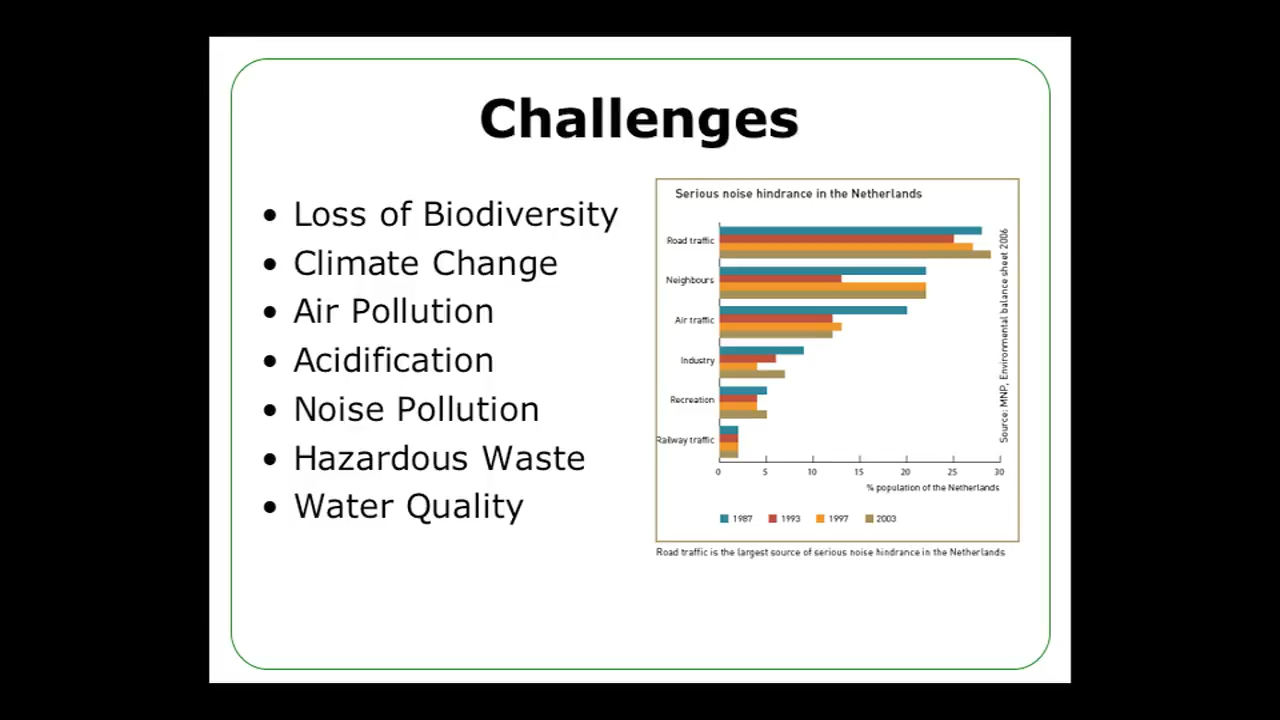 Challenges
• Loss of Biodiversity
• Climate Change
• Air Pollution
• Acidification
• Noise Pollution
• Hazardous Waste
• Water Quality
Serious noise hindrance in the Netherlands
Road traffic
Neighbours
Air traffic
Industry
Recreation
Railway traffic
0 5 10 15 20 25 30
% population of the Netherlands
1987 1993 1997 2003
Source: MNP, Environmental balance sheet 2006
Road traffic is the largest source of serious noise hindrance in the Netherlands